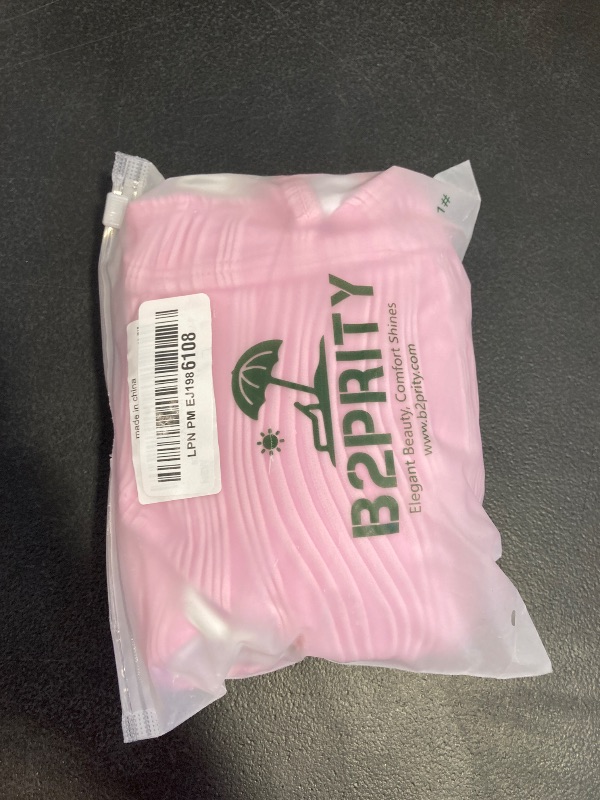 B2PRITY
Elegant Beauty, Comfort Shines
www.b2prity.com
made in china
LPN PM EJ1986108
1#